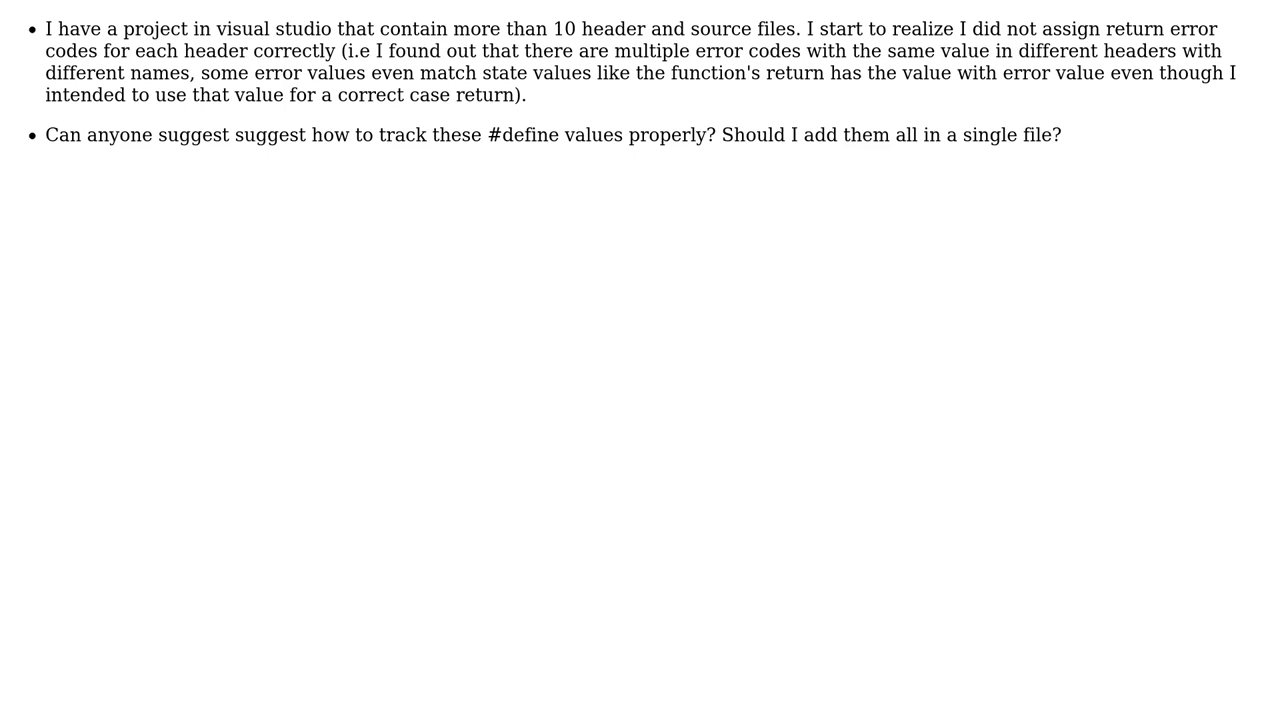 • I have a project in visual studio that contain more than 10 header and source files. I start to realize I did not assign return error
codes for each header correctly (i.e I found out that there are multiple error codes with the same value in different headers with
different names, some error values even match state values like the function's return has the value with error value even though I
intended to use that value for a correct case return).
• Can anyone suggest suggest how to track these #define values properly? Should I add them all in a single file?